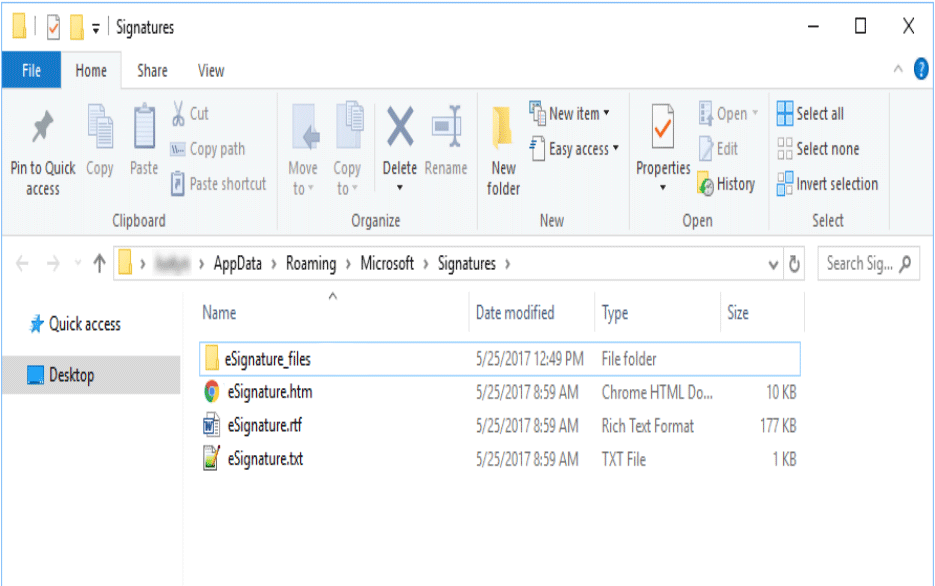 Signatures
File Home Share View
Pin to Quick access
Copy
Paste
Cut
Copy path
Paste shortcut
Clipboard
Move to
Copy to
Delete
Rename
Organize
New folder
New item
Easy access
New
Properties
Open
Edit
History
Open
Select all
Select none
Invert selection
Select
AppData > Roaming > Microsoft > Signatures >
Search Sig...
Quick access
Desktop
Name Date modified Type Size
eSignature_files 5/25/2017 12:49 PM File folder
eSignature.htm 5/25/2017 8:59 AM Chrome HTML Do... 10 KB
eSignature.rtf 5/25/2017 8:59 AM Rich Text Format 177 KB
eSignature.txt 5/25/2017 8:59 AM TXT File 1 KB